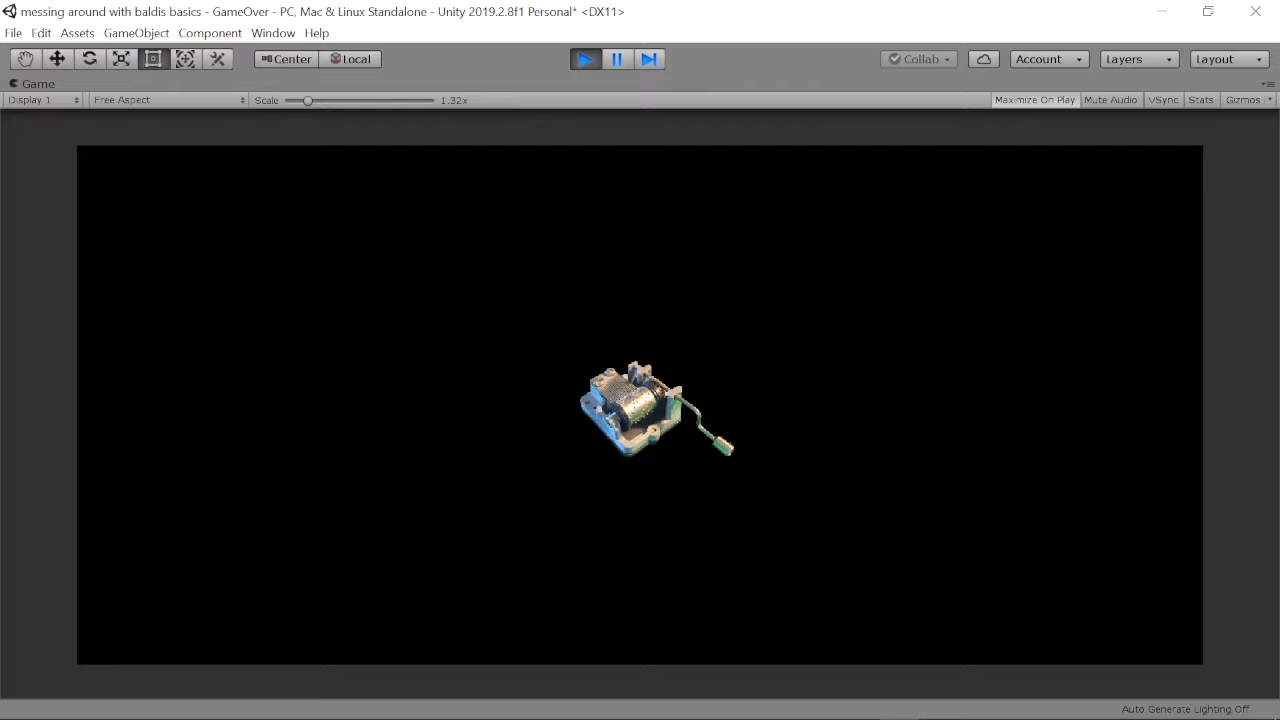 messing around with baldis basics - GameOver - PC, Mac & Linux Standalone - Unity 2019.2.8f1 Personal* <DX11>
File Edit Assets GameObject Component Window Help
Center Local Collab Account Layers Layout
Game
Display 1 Free Aspect Scale 1.32x Maximize On Play Mute Audio VSync Stats Gizmos
Auto Generate Lighting Off